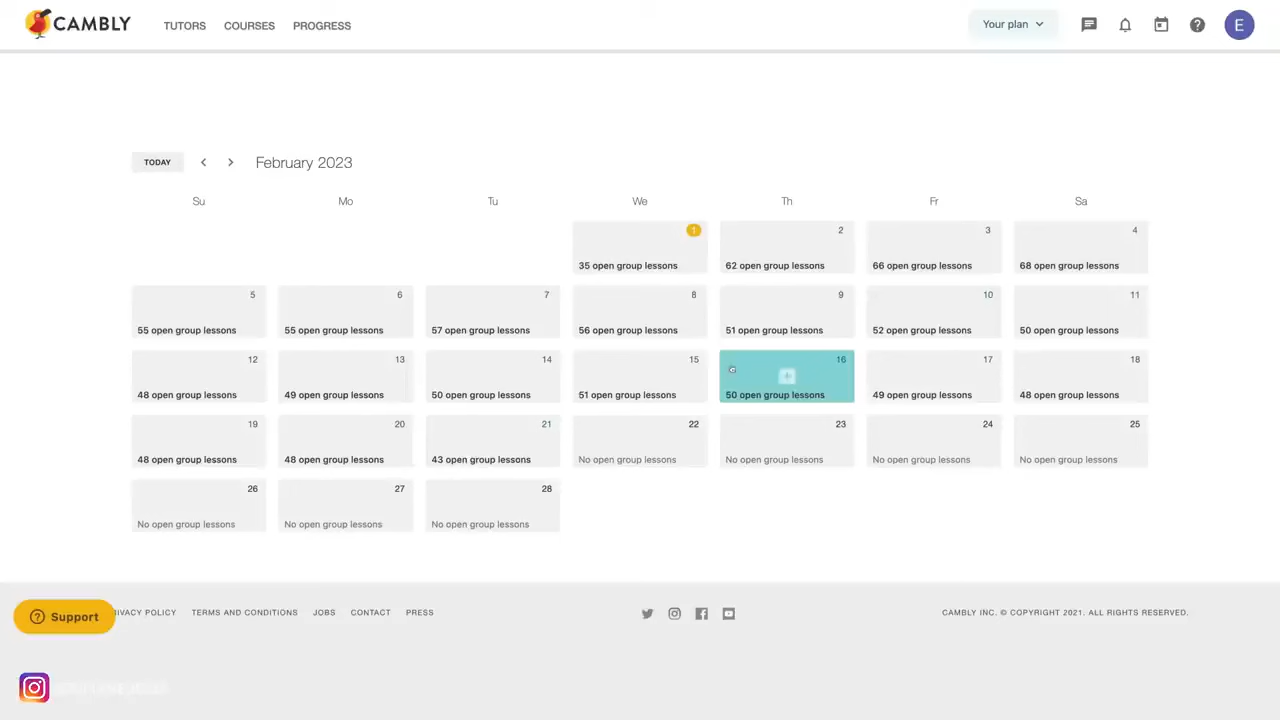 CAMBLY TUTORS COURSES PROGRESS Your plan E
TODAY February 2023
Su Mo Tu We Th Fr Sa
1 2 3 4
35 open group lessons 62 open group lessons 66 open group lessons 68 open group lessons
5 6 7 8 9 10 11
55 open group lessons 55 open group lessons 57 open group lessons 56 open group lessons 51 open group lessons 52 open group lessons 50 open group lessons
12 13 14 15 16 17 18
48 open group lessons 49 open group lessons 50 open group lessons 51 open group lessons 50 open group lessons 49 open group lessons 48 open group lessons
19 20 21 22 23 24 25
48 open group lessons 48 open group lessons 43 open group lessons No open group lessons No open group lessons No open group lessons No open group lessons
26 27 28
No open group lessons No open group lessons No open group lessons
Support RIVACY POLICY TERMS AND CONDITIONS JOBS CONTACT PRESS CAMBLY INC. © COPYRIGHT 2021. ALL RIGHTS RESERVED.